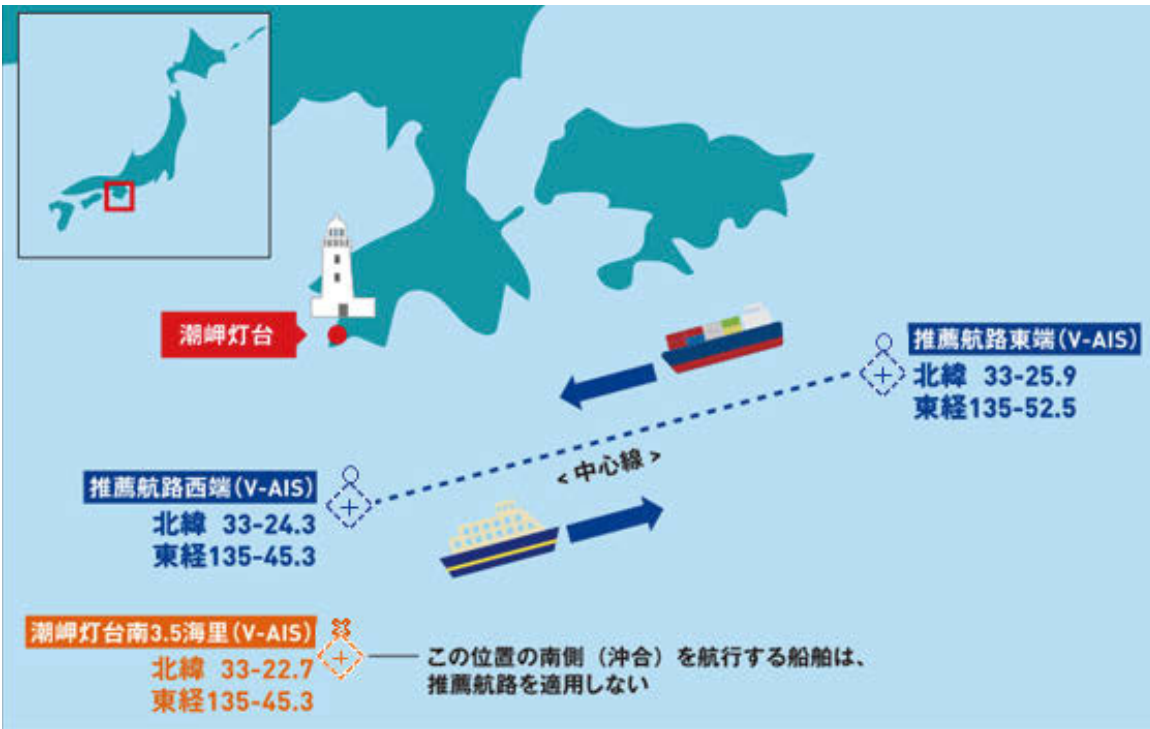 潮岬灯台
推薦航路東端(V-AIS)
北緯 33-25.9
東経135-52.5
<中心線>
推薦航路西端(V-AIS)
北緯 33-24.3
東経135-45.3
潮岬灯台南3.5海里(V-AIS)
北緯 33-22.7
東経135-45.3
この位置の南側（沖合）を航行する船舶は、
推薦航路を適用しない